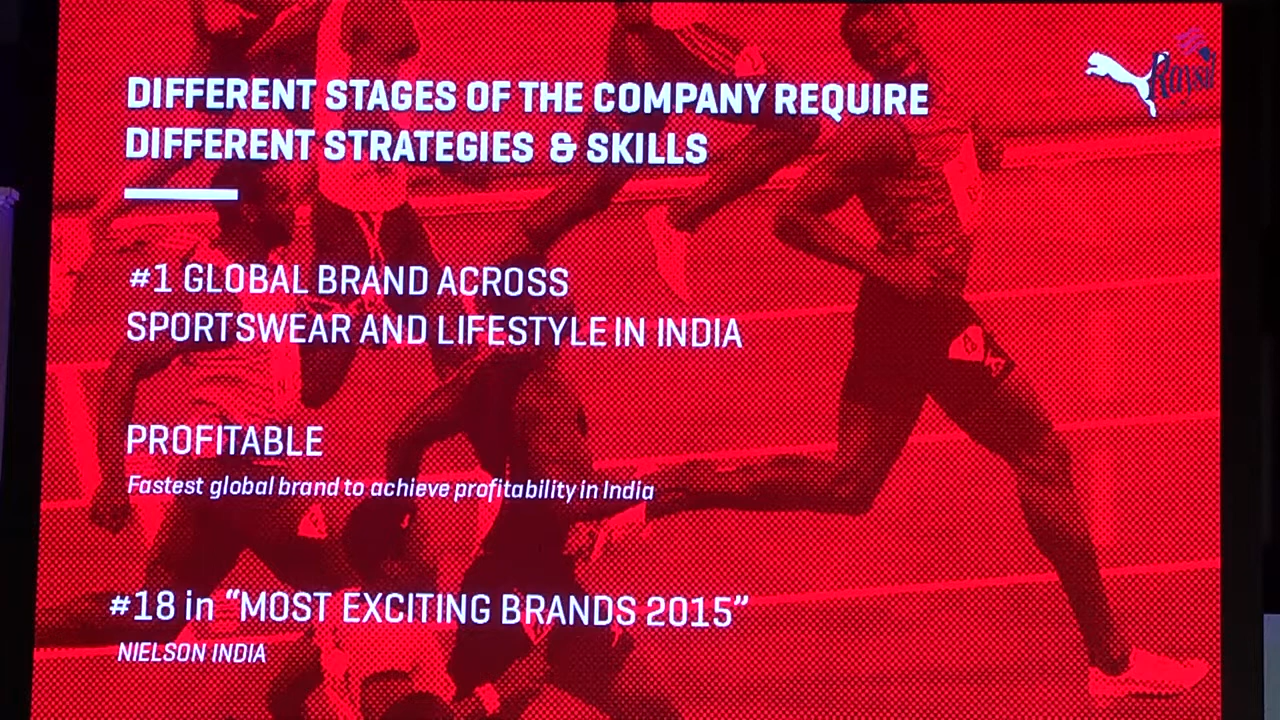 DIFFERENT STAGES OF THE COMPANY REQUIRE
DIFFERENT STRATEGIES & SKILLS
#1 GLOBAL BRAND ACROSS
SPORTSWEAR AND LIFESTYLE IN INDIA
PROFITABLE
Fastest global brand to achieve profitability in India
#18 in “MOST EXCITING BRANDS 2015”
NIELSON INDIA